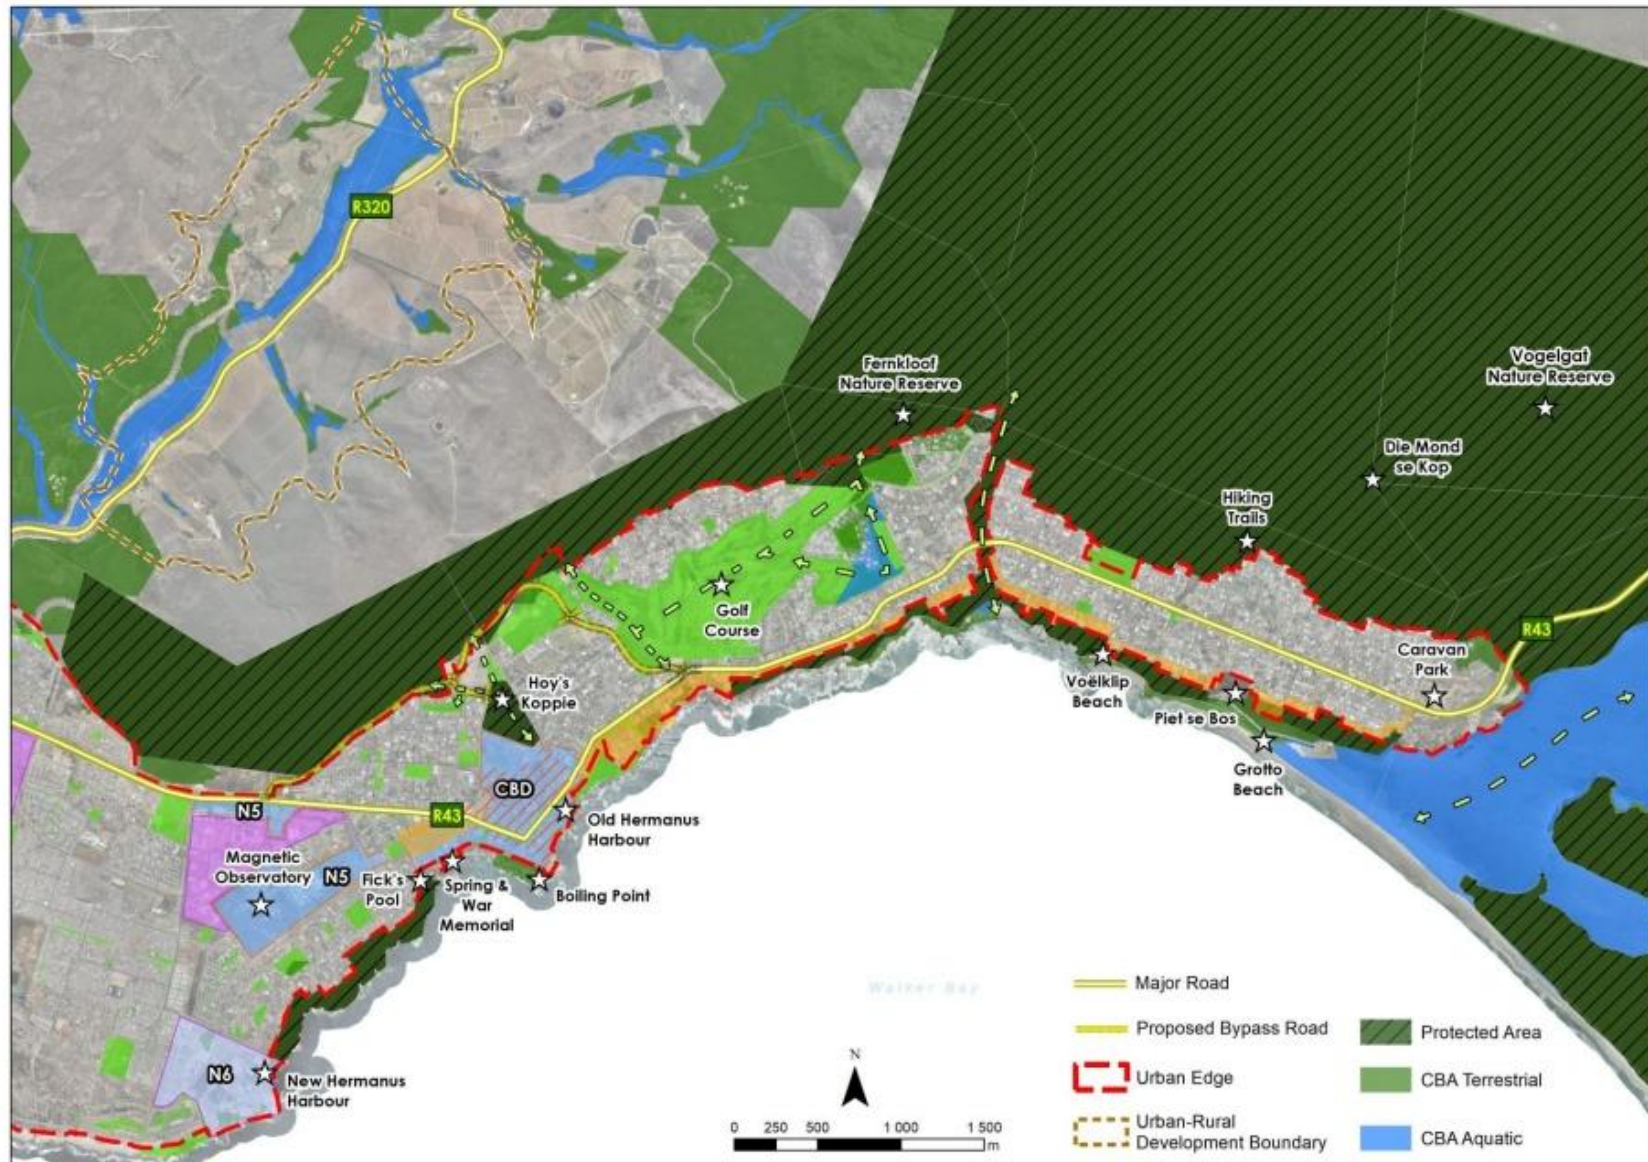 R320
Fernkloof
Nature Reserve
Vogelgat
Nature Reserve
Die Mond
se Kop
Hiking
Trails
Golf
Course
R43
Caravan
Park
Hoy's
Koppie
Voëlklip
Beach
Piet se Bos
Grotto
Beach
CBD
N5
R43
Old Hermanus
Harbour
Magnetic
Observatory
N5
Fick's
Pool
Spring &
War
Memorial
Boiling Point
N6
New Hermanus
Harbour
Walker Bay
N
0 250 500 1 000 1 500
m
Major Road
Proposed Bypass Road
Urban Edge
Urban-Rural
Development Boundary
Protected Area
CBA Terrestrial
CBA Aquatic